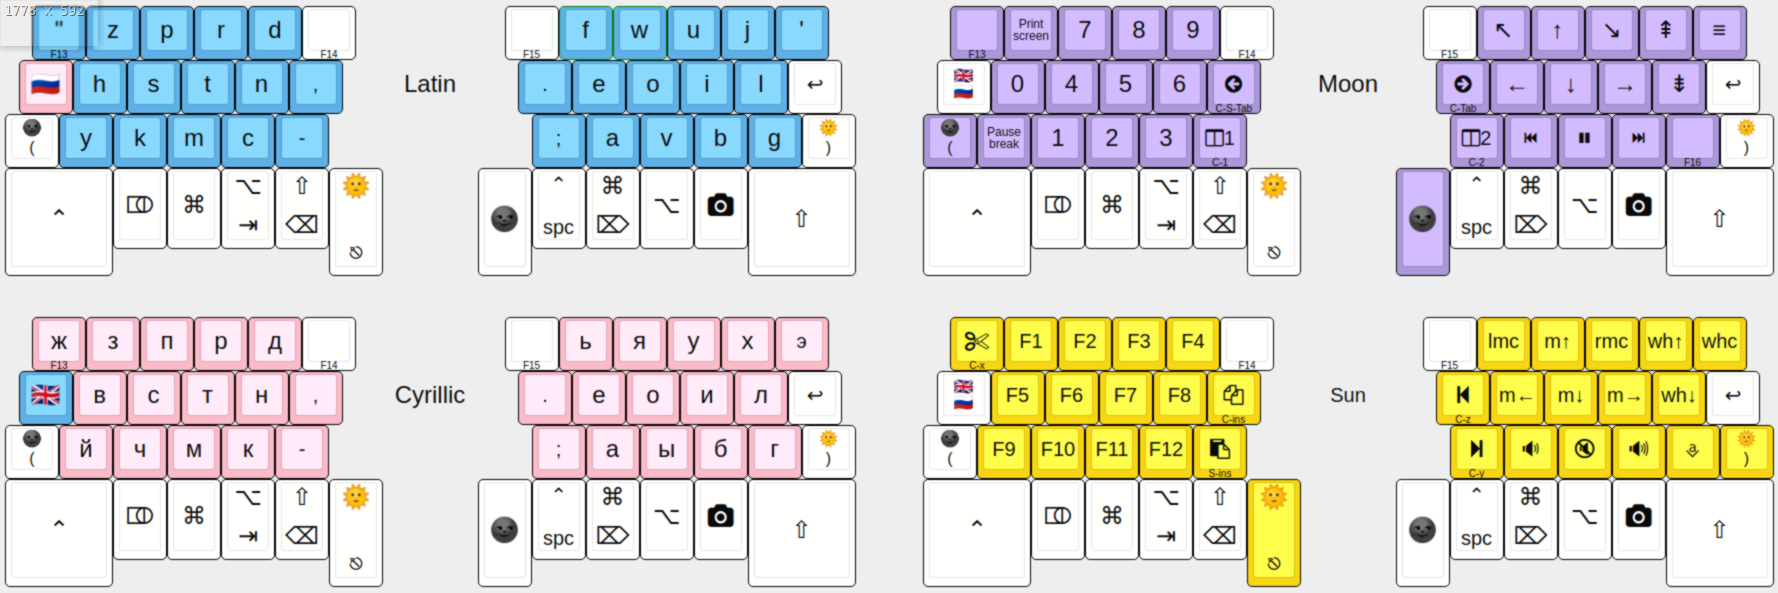 1778 x 592
" z p r d f w u j '
F13 F14 F15
h s t n , Latin . e o i l ↩
( y k m c - ; a v b g )
⌃ ⌘ ⌥ ⇥ ⇧ ⌫ ⌃ spc ⌘ ⌦ ⌥ ⇧
Print screen 7 8 9 ↖ ↑ ↘ ⇞ ≡
F13 F14 F15
0 4 5 6 Moon ← ↓ → ⇟ ↩
C-S-Tab C-Tab
( Pause break 1 2 3 1 2 )
C-1 C-2 F16
⌃ ⌘ ⌥ ⇥ ⇧ ⌫ ⌃ spc ⌘ ⌦ ⌥ ⇧
ж з п р д ь я у х э
F13 F14 F15
в с т н , Cyrillic . е о и л ↩
( й ч м к - ; а ы б г )
⌃ ⌘ ⌥ ⇥ ⇧ ⌫ ⌃ spc ⌘ ⌦ ⌥ ⇧
F1 F2 F3 F4 lmc m↑ rmc wh↑ whc
C-x F14 F15
F5 F6 F7 F8 Sun m← m↓ m→ wh↓ ↩
C-ins C-z
( F9 F10 F11 F12 a )
S-ins C-y
⌃ ⌘ ⌥ ⇥ ⇧ ⌫ ⌃ spc ⌘ ⌦ ⌥ ⇧